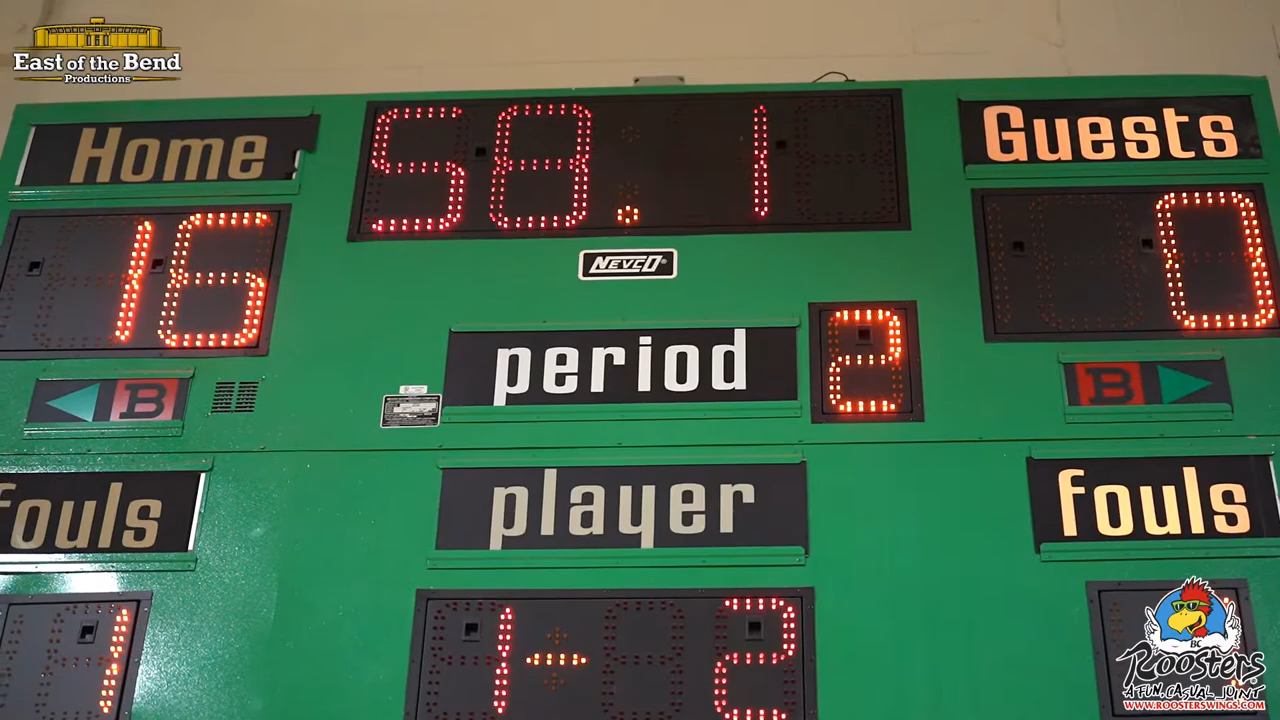 East of the Bend
Productions
Home
58.1
Guests
16
NEVCO®
0
period
2
B
B
fouls
player
fouls
1
1
2
BC
Roosters
A FUN, CASUAL JOINT
WWW.ROOSTERSWINGS.COM